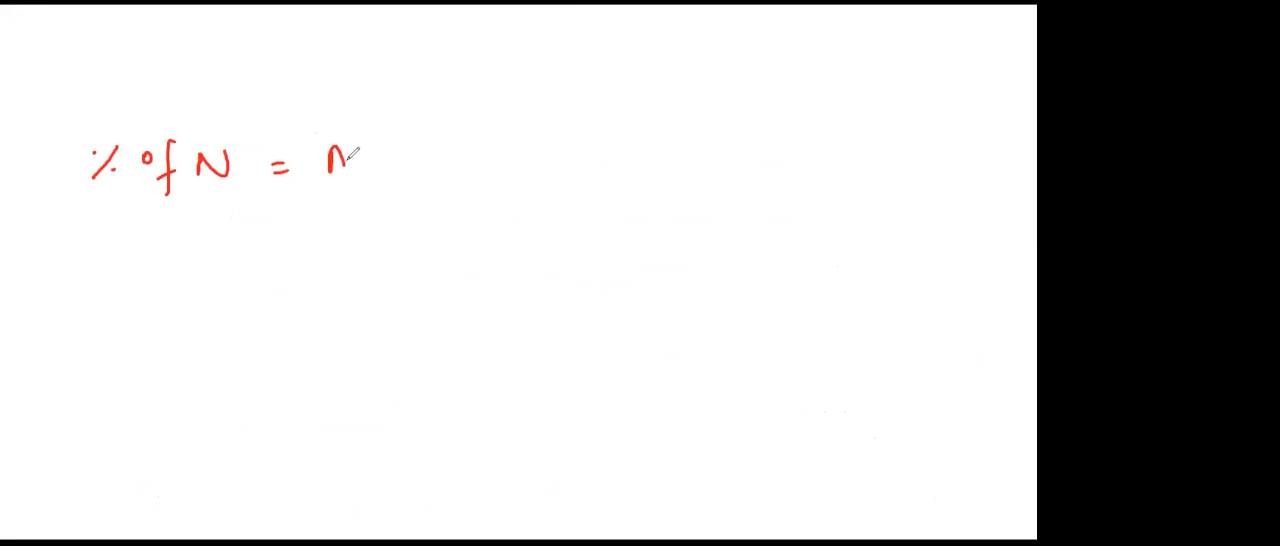 % of N =